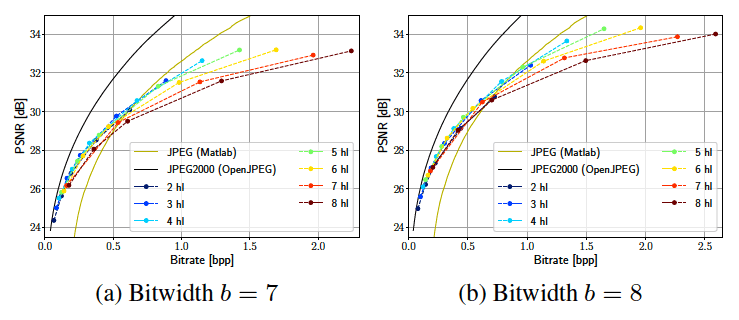 34
32
30
28
26
24
PSNR [dB]
0.0 0.5 1.0 1.5 2.0
Bitrate [bpp]
JPEG (Matlab)
JPEG2000 (OpenJPEG)
2 hl
3 hl
4 hl
5 hl
6 hl
7 hl
8 hl
(a) Bitwidth b = 7
34
32
30
28
26
24
PSNR [dB]
0.0 0.5 1.0 1.5 2.0 2.5
Bitrate [bpp]
JPEG (Matlab)
JPEG2000 (OpenJPEG)
2 hl
3 hl
4 hl
5 hl
6 hl
7 hl
8 hl
(b) Bitwidth b = 8